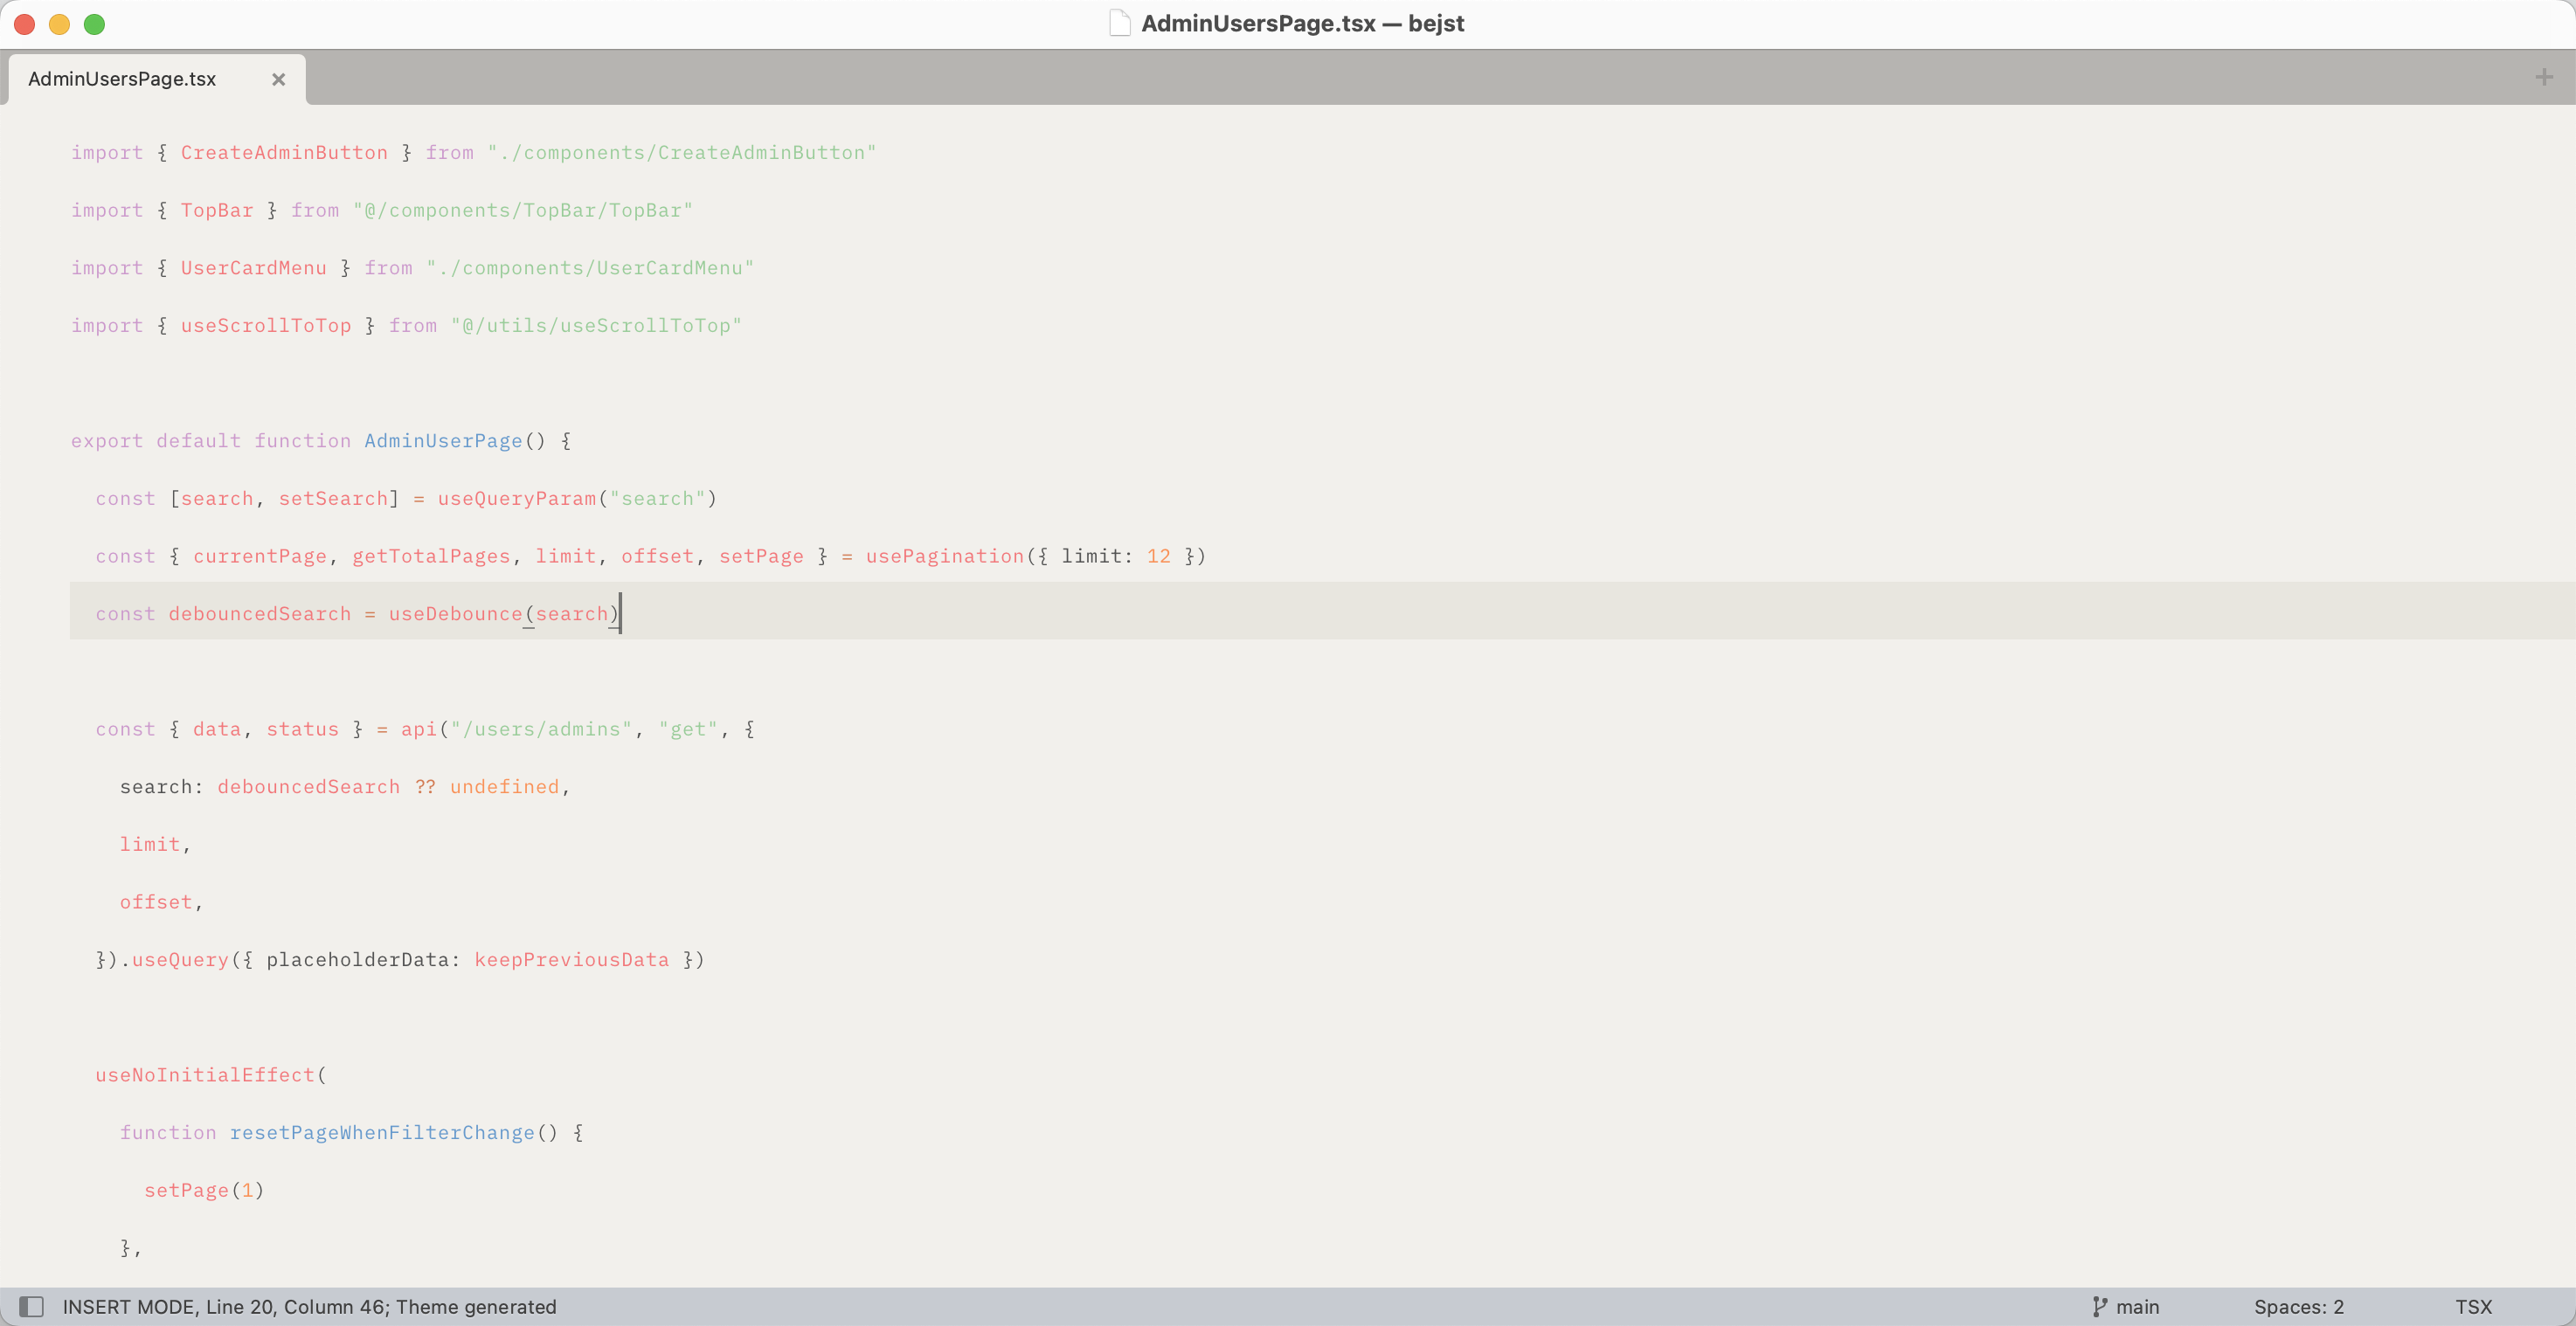 AdminUsersPage.tsx — bejst
AdminUsersPage.tsx
import { CreateAdminButton } from "./components/CreateAdminButton"
import { TopBar } from "@/components/TopBar/TopBar"
import { UserCardMenu } from "./components/UserCardMenu"
import { useScrollToTop } from "@/utils/useScrollToTop"
export default function AdminUserPage() {
const [search, setSearch] = useQueryParam("search")
const { currentPage, getTotalPages, limit, offset, setPage } = usePagination({ limit: 12 })
const debouncedSearch = useDebounce(search)
const { data, status } = api("/users/admins", "get", {
search: debouncedSearch ?? undefined,
limit,
offset,
}).useQuery({ placeholderData: keepPreviousData })
useNoInitialEffect(
function resetPageWhenFilterChange() {
setPage(1)
},
INSERT MODE, Line 20, Column 46; Theme generated
main
Spaces: 2
TSX